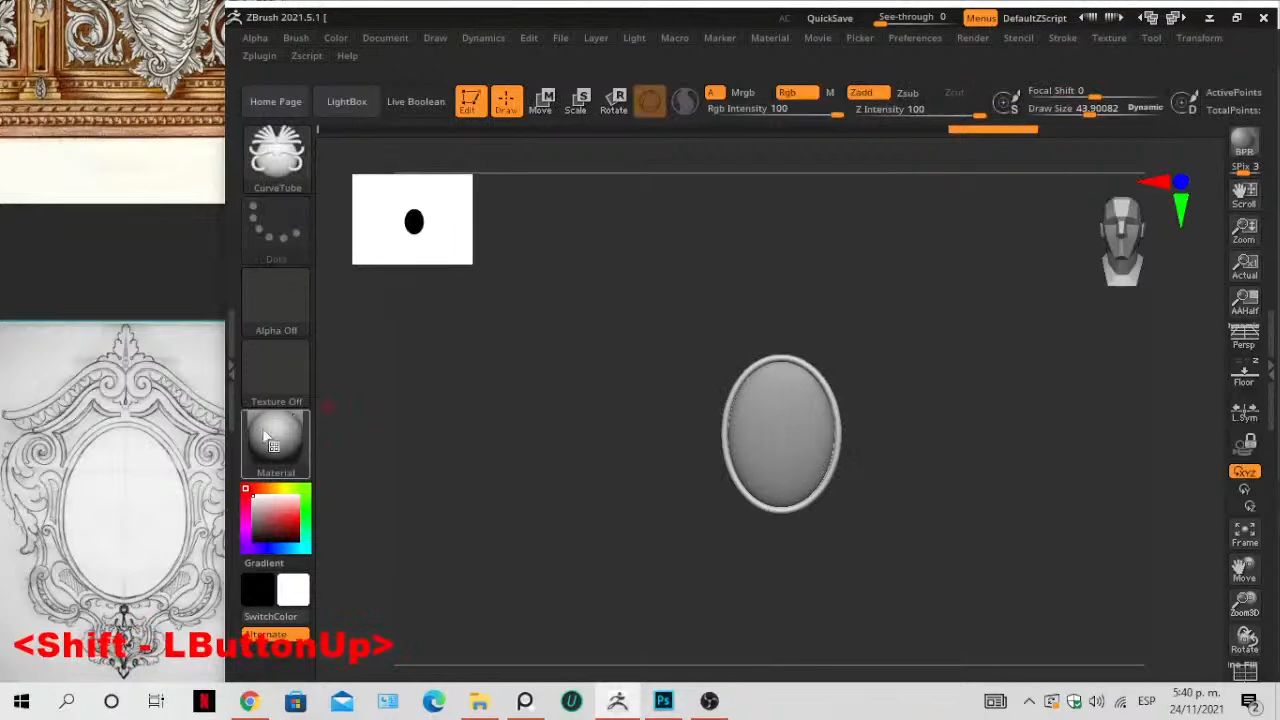 ZBrush 2021.5.1 [
AC QuickSave See-through 0 Menus DefaultZScript
Alpha Brush Color Document Draw Dynamics Edit File Layer Light Macro Marker Material Movie Picker Preferences Render Stencil Stroke Texture Tool Transform
Zplugin Zscript Help
Home Page LightBox Live Boolean Edit Draw Move Scale Rotate
A Mrgb Rgb M Zadd Zsub Zcut
Rgb Intensity 100 Z Intensity 100
Focal Shift 0
Draw Size 43.90082 Dynamic
ActivePoints
TotalPoints:
S
D
CurveTube
Dots
Alpha Off
Texture Off
Material
Gradient
SwitchColor
Alternate
BPR
SPix 3
Scroll
Zoom
Actual
AAHalf
Dynamic
Persp
Floor
L.Sym
XYZ
Frame
Move
Zoom3D
Rotate
<Shift - LButtonUp>
ESP
5:40 p. m.
24/11/2021